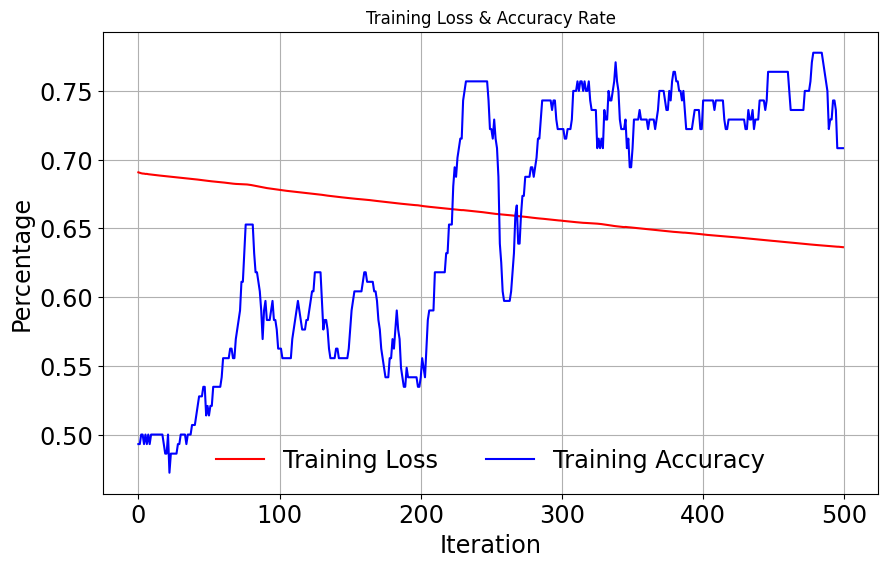 Training Loss & Accuracy Rate
0.75
0.70
0.65
0.60
0.55
0.50
Percentage
Training Loss
Training Accuracy
0 100 200 300 400 500
Iteration